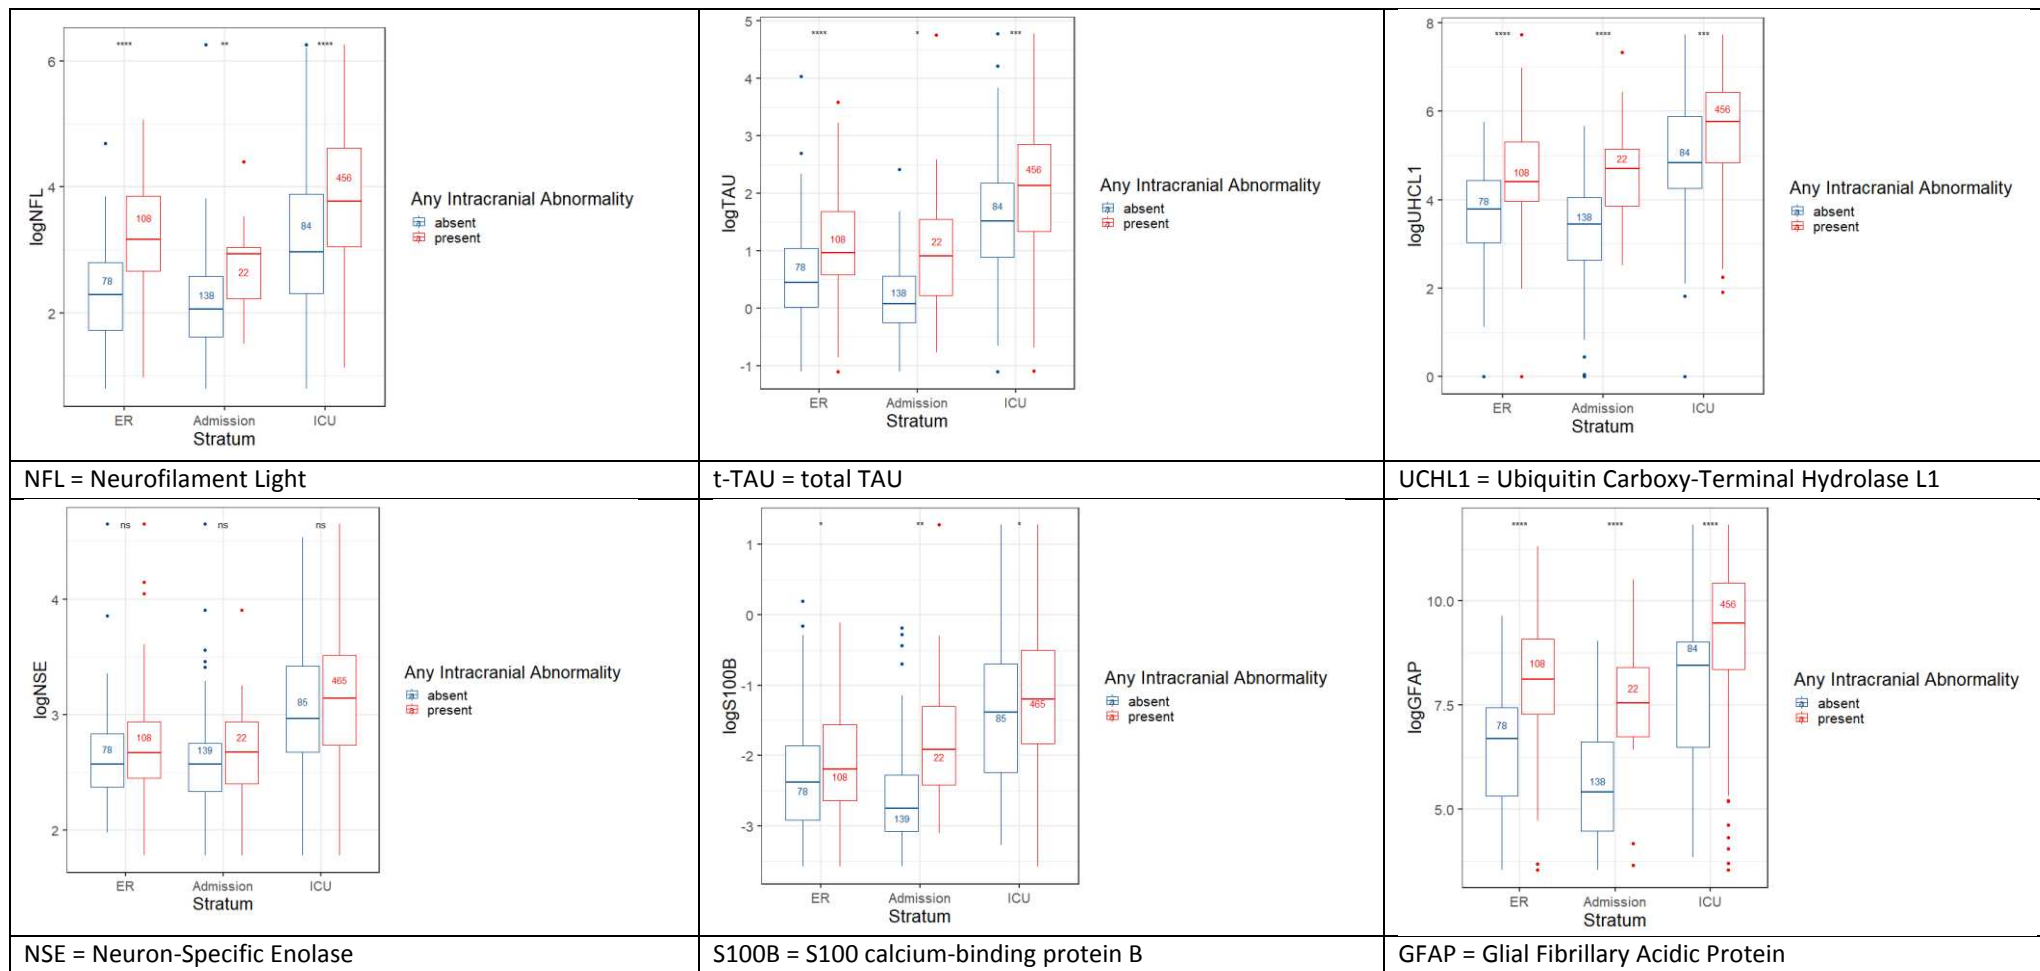 **** ** ****
6
4
2
logNFL
108
78
138
22
84
456
ER Admission ICU
Stratum
Any Intracranial Abnormality
absent
present
**** * ***
5
4
3
2
1
0
-1
logTAU
78
108
138
22
84
456
ER Admission ICU
Stratum
Any Intracranial Abnormality
absent
present
**** **** ***
8
6
4
2
0
logUHCL1
78
108
138
22
84
456
ER Admission ICU
Stratum
Any Intracranial Abnormality
absent
present
NFL = Neurofilament Light
t-TAU = total TAU
UCHL1 = Ubiquitin Carboxy-Terminal Hydrolase L1
ns ns ns
4
3
2
logNSE
78
108
139
22
85
465
ER Admission ICU
Stratum
Any Intracranial Abnormality
absent
present
* ** *
1
0
-1
-2
-3
logS100B
78
108
139
22
85
465
ER Admission ICU
Stratum
Any Intracranial Abnormality
absent
present
**** **** ****
10.0
7.5
5.0
logGFAP
78
108
138
22
84
456
ER Admission ICU
Stratum
Any Intracranial Abnormality
absent
present
NSE = Neuron-Specific Enolase
S100B = S100 calcium-binding protein B
GFAP = Glial Fibrillary Acidic Protein